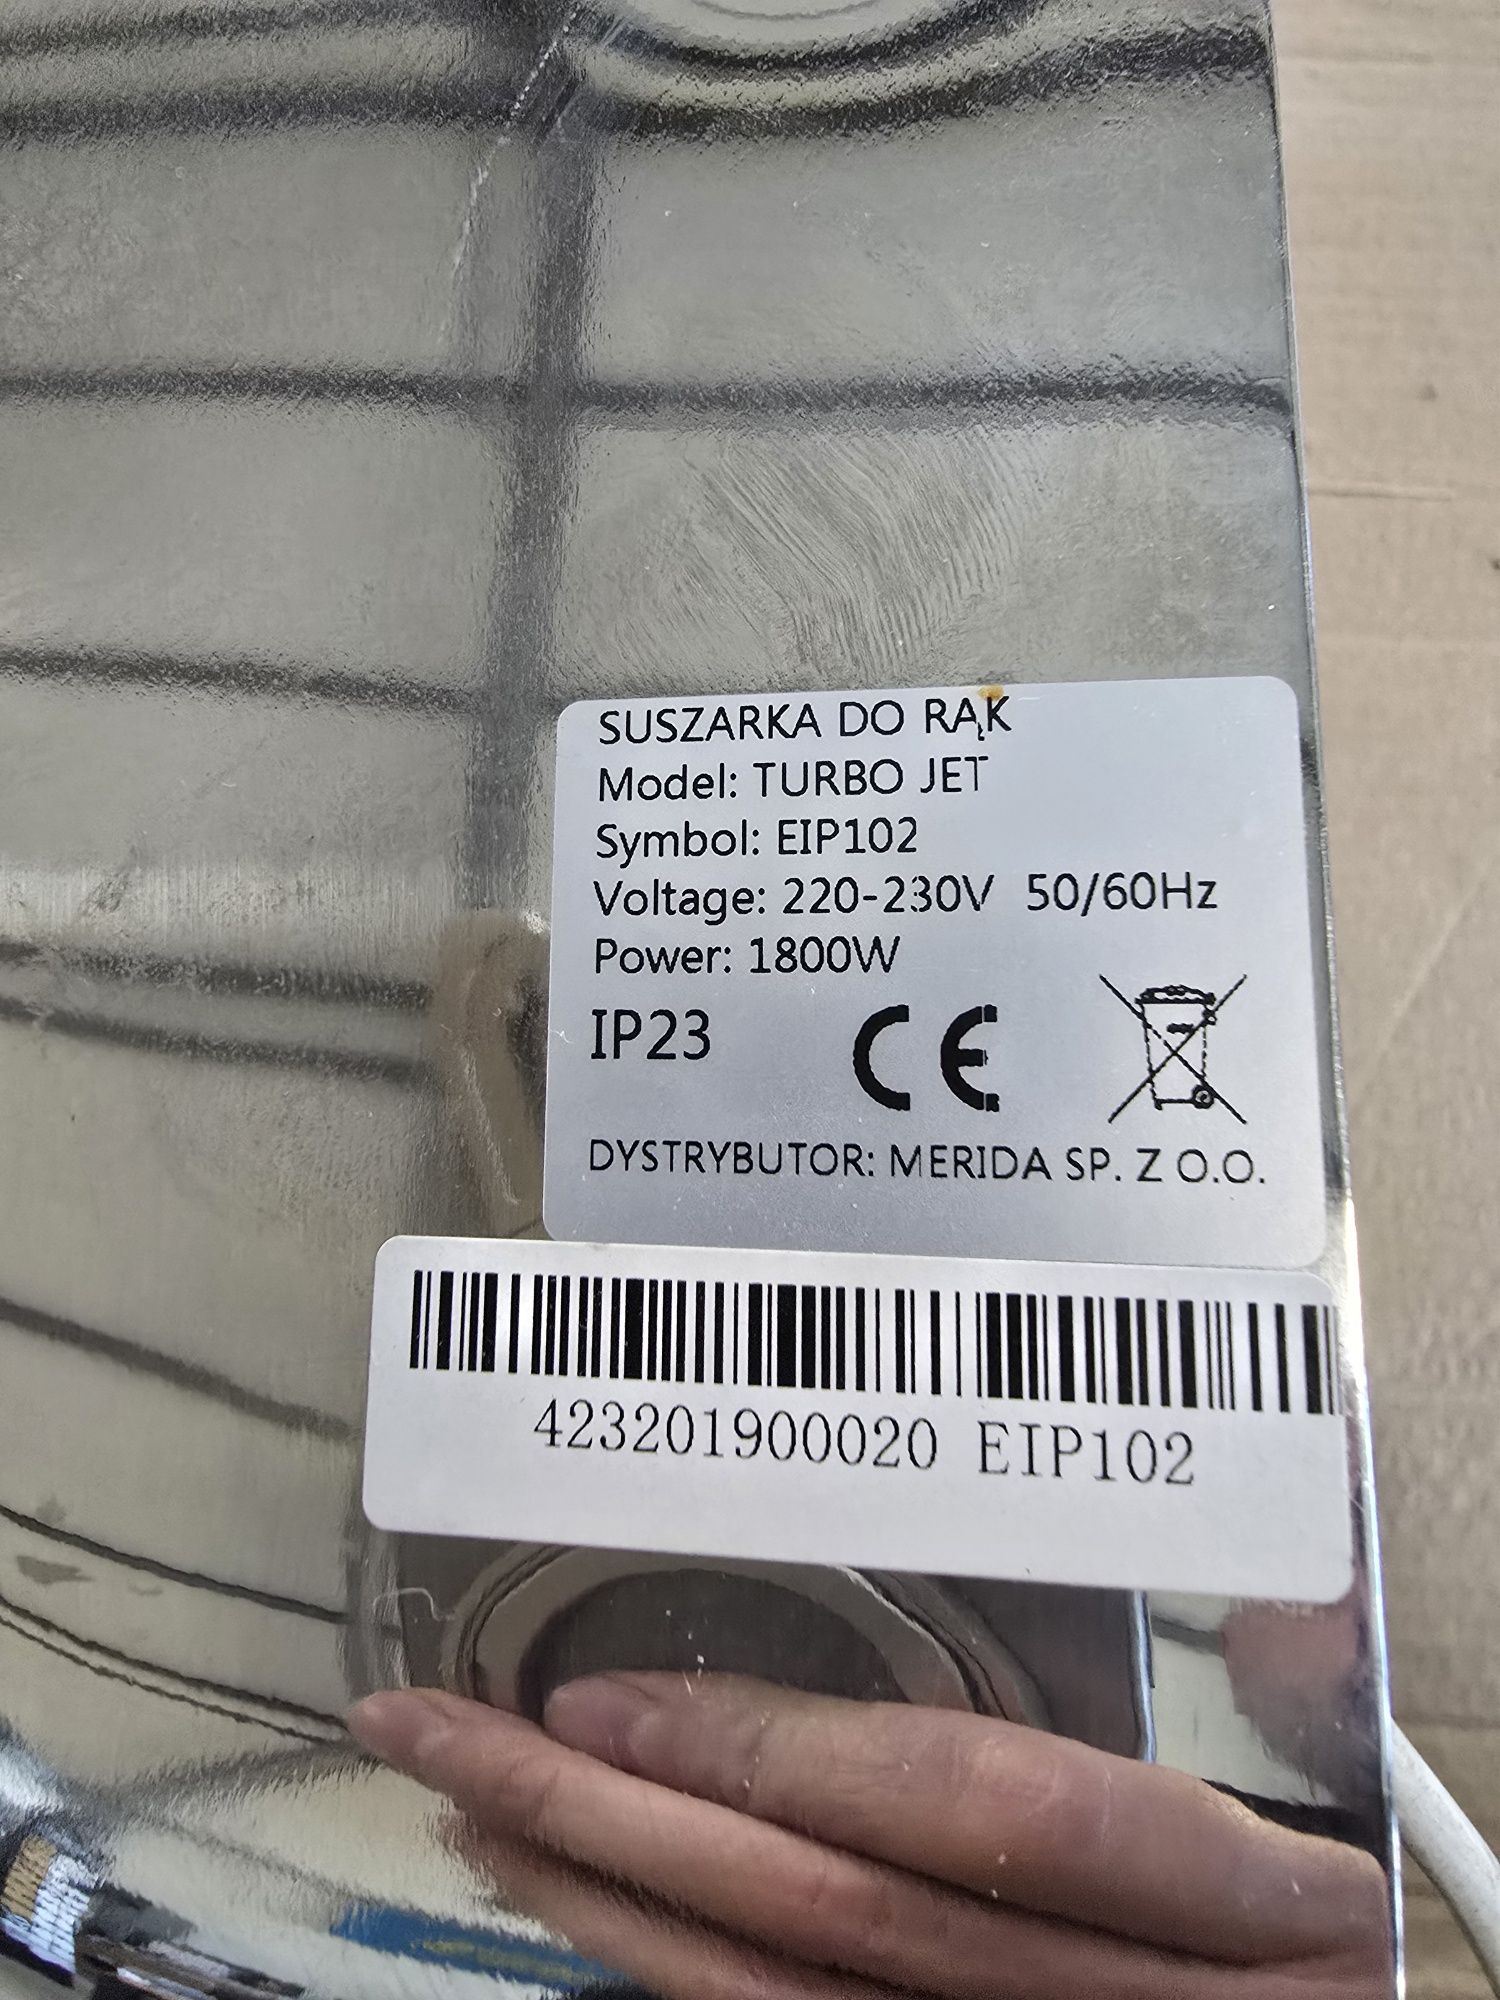 SUSZARKA DO RĄK
Model: TURBO JET
Symbol: EIP102
Voltage: 220-230V 50/60Hz
Power: 1800W
IP23 CE
DYSTRYBUTOR: MERIDA SP. Z O.O.
423201900020 EIP102